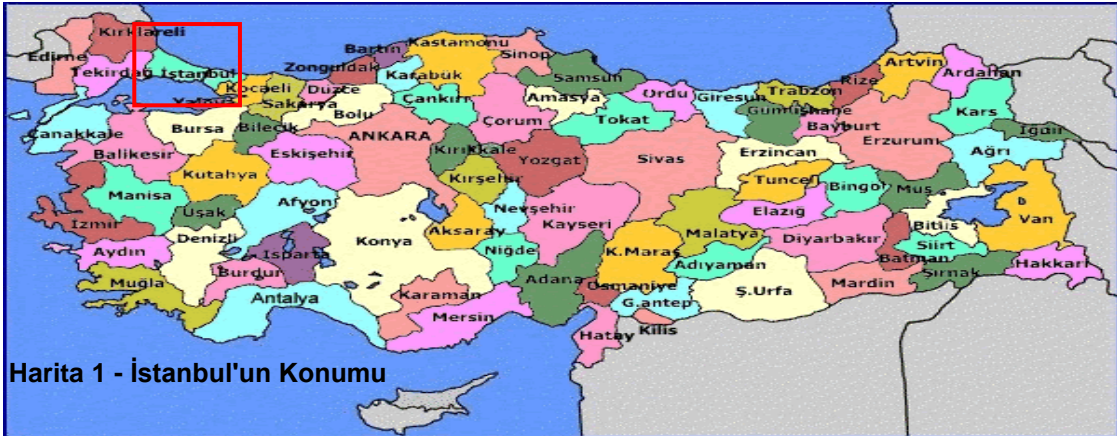 Kırklareli
Edirne
Tekirdağ
İstanbul
Kocaeli
Yalova
Sakarya
Düzce
Zonguldak
Bartın
Karabük
Kastamonu
Sinop
Samsun
Ordu
Giresun
Trabzon
Rize
Artvin
Ardahan
Kars
Iğdır
Ağrı
Erzurum
Bayburt
Gümüşhane
Erzincan
Tokat
Amasya
Çorum
Çankırı
Bolu
Bilecik
Bursa
Çanakkale
Balıkesir
Kutahya
Eskişehir
ANKARA
Kırıkkale
Yozgat
Sivas
Tunceli
Bingöl
Muş
Van
Bitlis
Siirt
Batman
Şırnak
Hakkari
Mardin
Diyarbakır
Elazığ
Malatya
Adıyaman
Ş.Urfa
G.antep
Kilis
Hatay
Osmaniye
K.Maraş
Adana
Kayseri
Nevşehir
Kırşehir
Niğde
Aksaray
Konya
Karaman
Mersin
Antalya
Isparta
Burdur
Afyon
Uşak
Denizli
Manisa
İzmir
Aydın
Muğla
Harita 1 - İstanbul'un Konumu